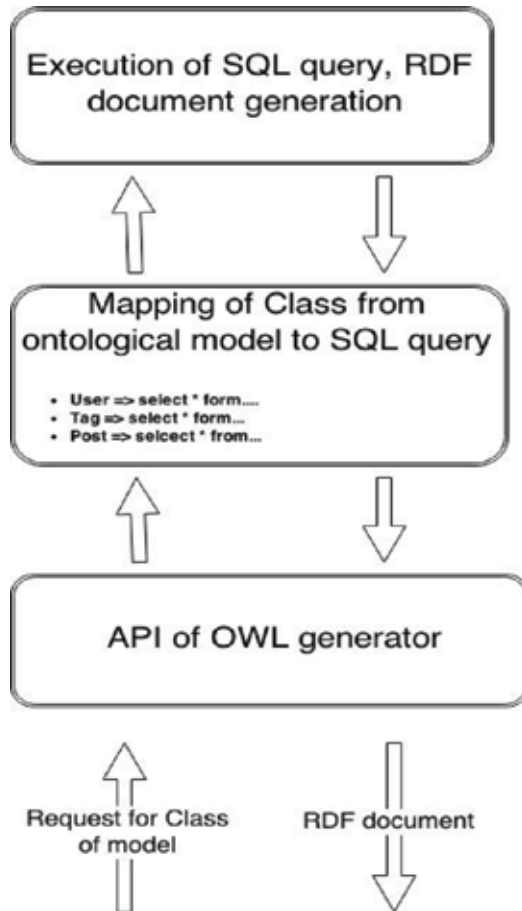 Execution of SQL query, RDF
document generation
Mapping of Class from
ontological model to SQL query
• User => select * form....
• Tag => select * form...
• Post => selcect * from...
API of OWL generator
Request for Class
of model
RDF document